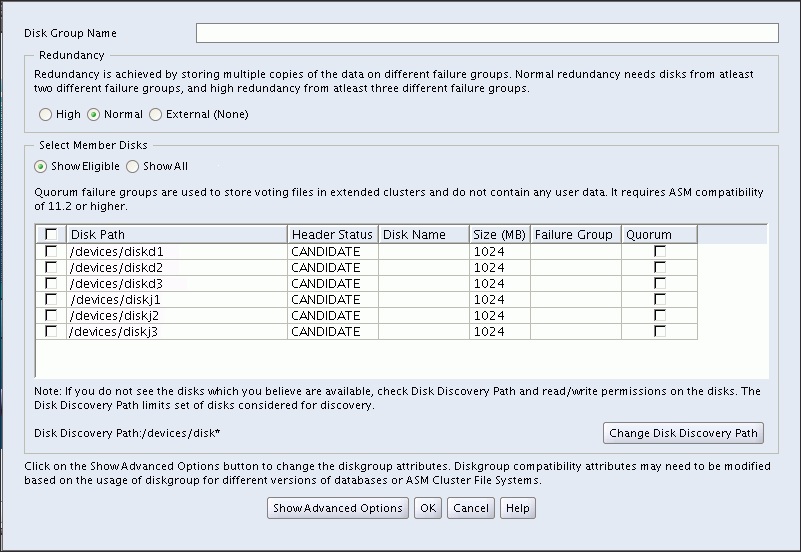 Disk Group Name
Redundancy
Redundancy is achieved by storing multiple copies of the data on different failure groups. Normal redundancy needs disks from atleast
two different failure groups, and high redundancy from atleast three different failure groups.
High Normal External (None)
Select Member Disks
Show Eligible Show All
Quorum failure groups are used to store voting files in extended clusters and do not contain any user data. It requires ASM compatibility
of 11.2 or higher.
Disk Path Header Status Disk Name Size (MB) Failure Group Quorum
/devices/diskd1 CANDIDATE 1024
/devices/diskd2 CANDIDATE 1024
/devices/diskd3 CANDIDATE 1024
/devices/diskj1 CANDIDATE 1024
/devices/diskj2 CANDIDATE 1024
/devices/diskj3 CANDIDATE 1024
Note: If you do not see the disks which you believe are available, check Disk Discovery Path and read/write permissions on the disks. The
Disk Discovery Path limits set of disks considered for discovery.
Disk Discovery Path:/devices/disk*
Change Disk Discovery Path
Click on the Show Advanced Options button to change the diskgroup attributes. Diskgroup compatibility attributes may need to be modified
based on the usage of diskgroup for different versions of databases or ASM Cluster File Systems.
Show Advanced Options OK Cancel Help